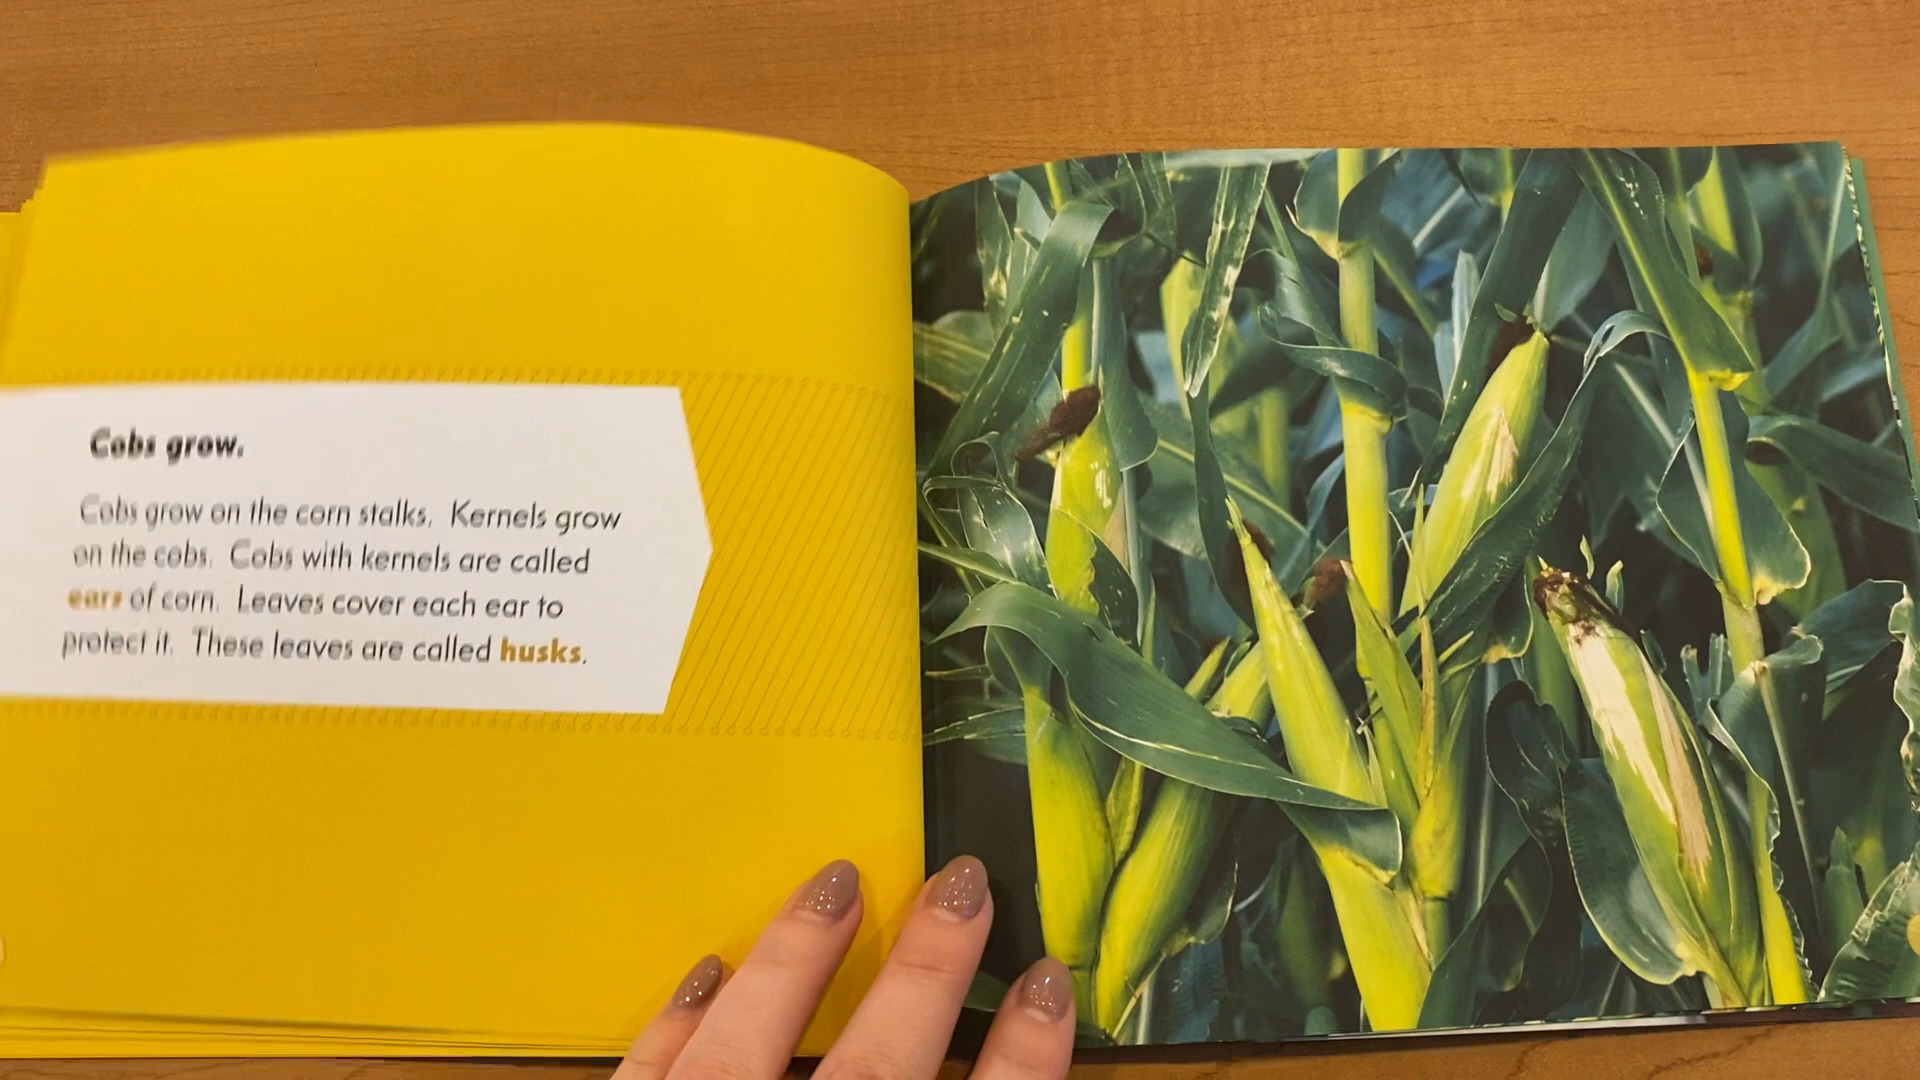 Cobs grow.
Cobs grow on the corn stalks. Kernels grow
on the cobs. Cobs with kernels are called
ears of corn. Leaves cover each ear to
protect it. These leaves are called husks.